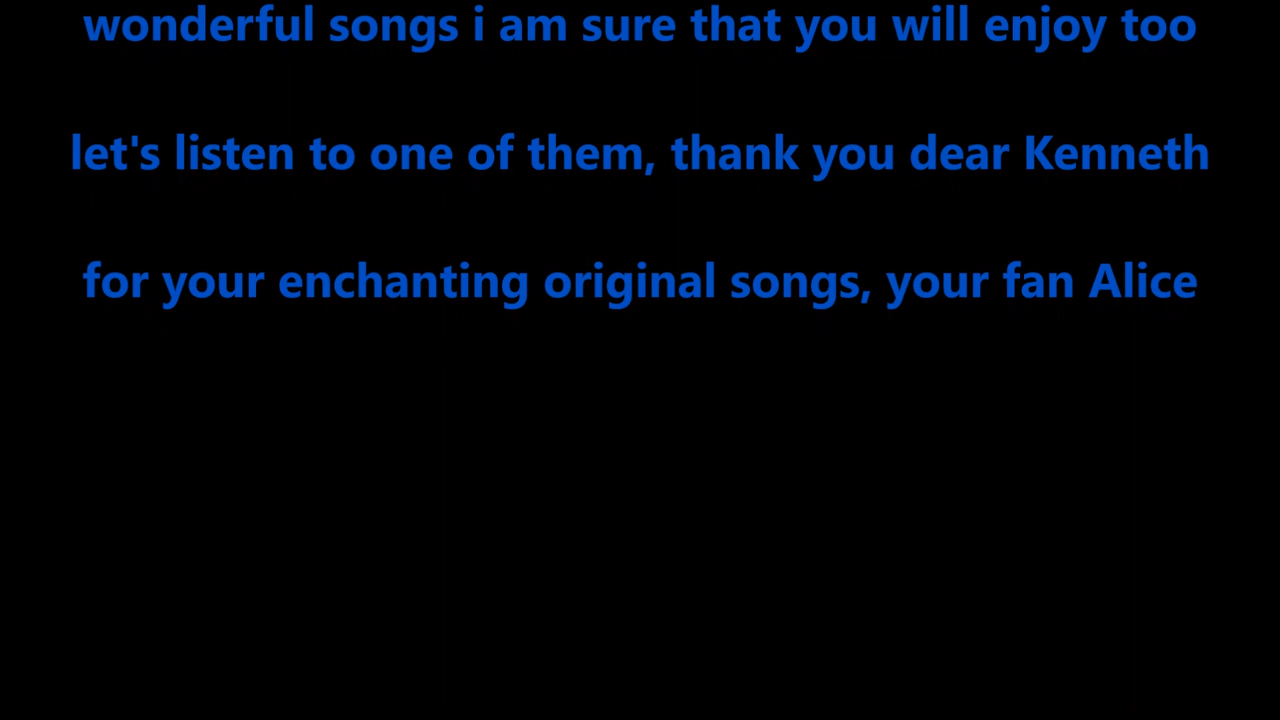 wonderful songs i am sure that you will enjoy too
let's listen to one of them, thank you dear Kenneth
for your enchanting original songs, your fan Alice